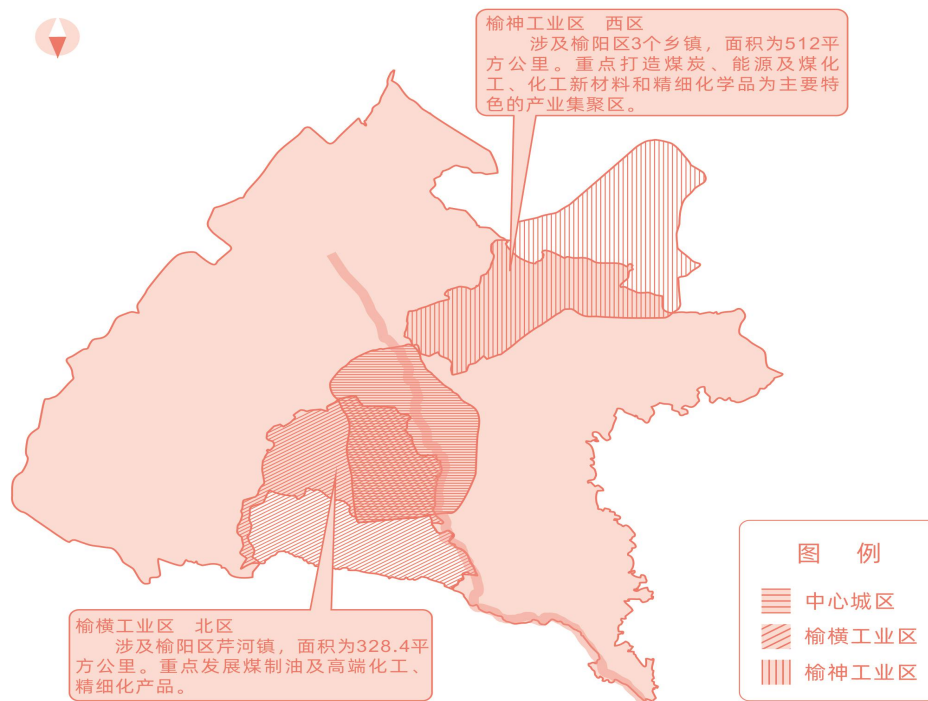 榆神工业区 西区
涉及榆阳区3个乡镇，面积为512平
方公里。重点打造煤炭、能源及煤化
工、化工新材料和精细化学品为主要特
色的产业集聚区。
榆横工业区 北区
涉及榆阳区芹河镇，面积为328.4平
方公里。重点发展煤制油及高端化工、
精细化产品。
图 例
中心城区
榆横工业区
榆神工业区